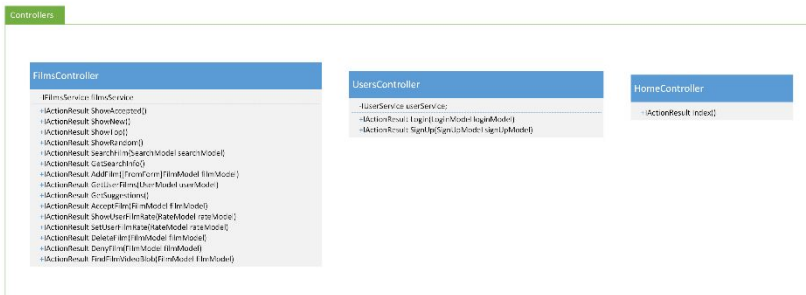 Controllers
FilmsController
-IFilmsService filmsService
+IActionResult ShowAccepted()
+IActionResult ShowNew()
+IActionResult ShowTop()
+IActionResult ShowRandom()
+IActionResult SearchFilm(SearchModel searchModel)
+IActionResult GetSearchInfo()
+IActionResult AddFilm([FromForm]FilmModel filmModel)
+IActionResult GetUserFilms(UserModel userModel)
+IActionResult GetSuggestions()
+IActionResult AcceptFilm(FilmModel filmModel)
+IActionResult ShowUserFilmRate(RateModel rateModel)
+IActionResult SetUserFilmRate(RateModel rateModel)
+IActionResult DeleteFilm(FilmModel filmModel)
+IActionResult DenyFilm(FilmModel filmModel)
+IActionResult FindFilmVideoBlob(FilmModel filmModel)
UsersController
-IUserService userService;
+IActionResult Login(LoginModel loginModel)
+IActionResult SignUp(SignUpModel signUpModel)
HomeController
+IActionResult Index()